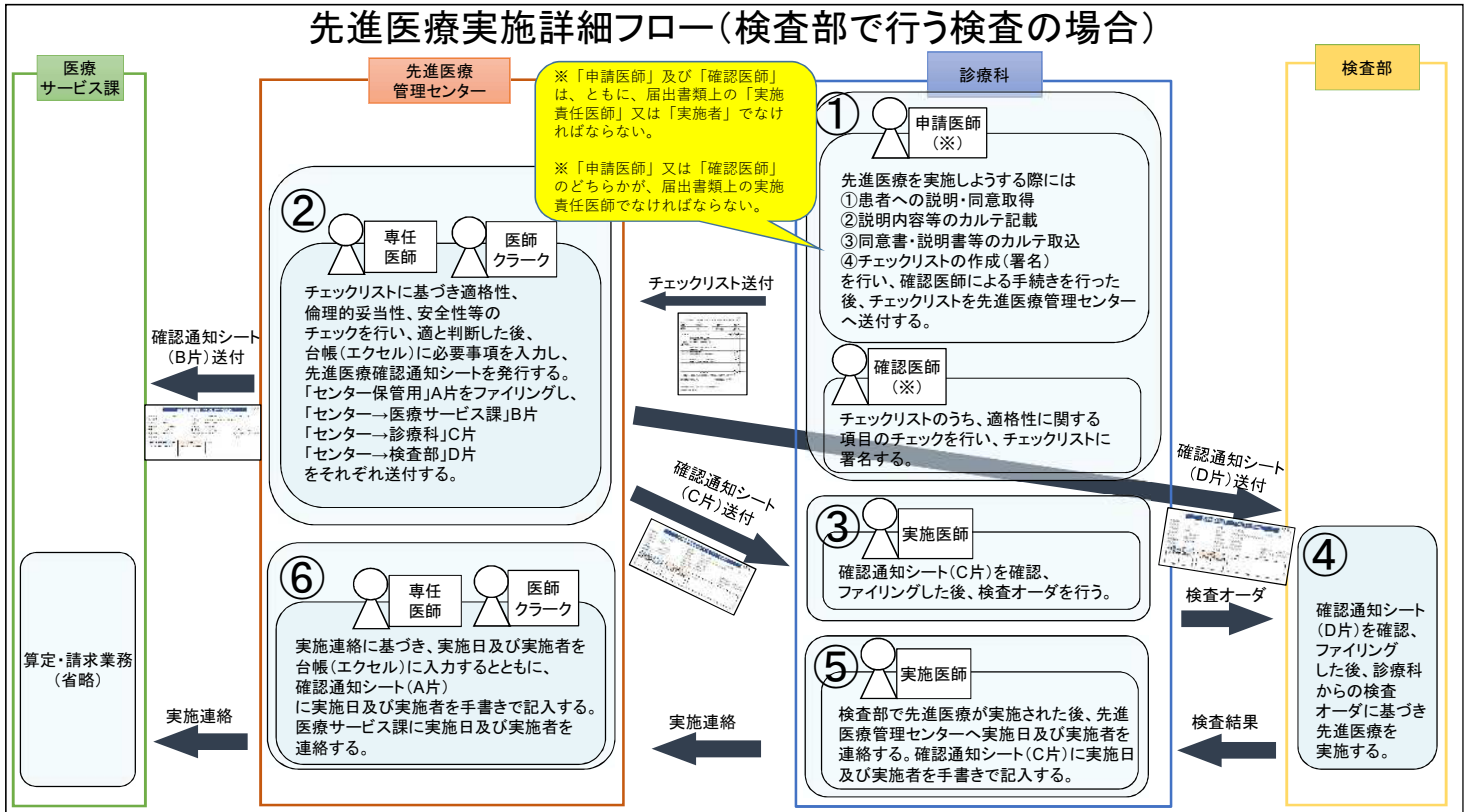 先進医療実施詳細フロー(検査部で行う検査の場合)
医療
サービス課
先進医療
管理センター
診療科
検査部
※「申請医師」及び「確認医師」
は、ともに、届出書類上の「実施
責任医師」又は「実施者」でなけ
ればならない。
※「申請医師」又は「確認医師」
のどちらかが、届出書類上の実施
責任医師でなければならない。
①
申請医師
(※)
先進医療を実施しようする際には
①患者への説明・同意取得
②説明内容等のカルテ記載
③同意書・説明書等のカルテ取込
④チェックリストの作成(署名)
を行い、確認医師による手続きを行った
後、チェックリストを先進医療管理センター
へ送付する。
確認医師
(※)
チェックリストのうち、適格性に関する
項目のチェックを行い、チェックリストに
署名する。
チェックリスト送付
②
専任
医師
医師
クラーク
チェックリストに基づき適格性、
倫理的妥当性、安全性等の
チェックを行い、適と判断した後、
台帳(エクセル)に必要事項を入力し、
先進医療確認通知シートを発行する。
「センター保管用」A片をファイリングし、
「センター→医療サービス課」B片
「センター→診療科」C片
「センター→検査部」D片
をそれぞれ送付する。
確認通知シート
(B片)送付
確認通知シート
(C片)送付
確認通知シート
(D片)送付
③
実施医師
確認通知シート(C片)を確認、
ファイリングした後、検査オーダを行う。
検査オーダ
④
確認通知シート
(D片)を確認、
ファイリング
した後、診療科
からの検査
オーダに基づき
先進医療を
実施する。
検査結果
⑤
実施医師
検査部で先進医療が実施された後、先進
医療管理センターへ実施日及び実施者を
連絡する。確認通知シート(C片)に実施日
及び実施者を手書きで記入する。
実施連絡
⑥
専任
医師
医師
クラーク
実施連絡に基づき、実施日及び実施者を
台帳(エクセル)に入力するとともに、
確認通知シート(A片)
に実施日及び実施者を手書きで記入する。
医療サービス課に実施日及び実施者を
連絡する。
実施連絡
算定・請求業務
(省略)